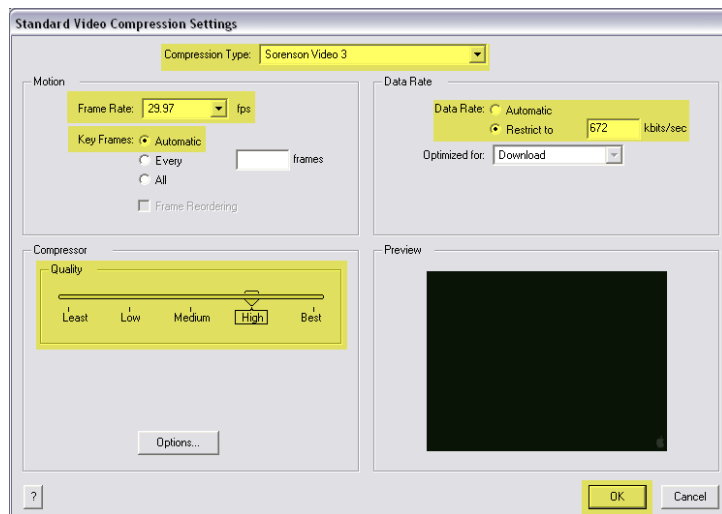 Standard Video Compression Settings
Compression Type: Sorenson Video 3
Motion
Frame Rate: 29.97 fps
Key Frames: Automatic
Every frames
All
Frame Reordering
Data Rate
Data Rate: Automatic
Restrict to 672 kbits/sec
Optimized for: Download
Compressor
Quality
Least Low Medium High Best
Options...
Preview
? OK Cancel